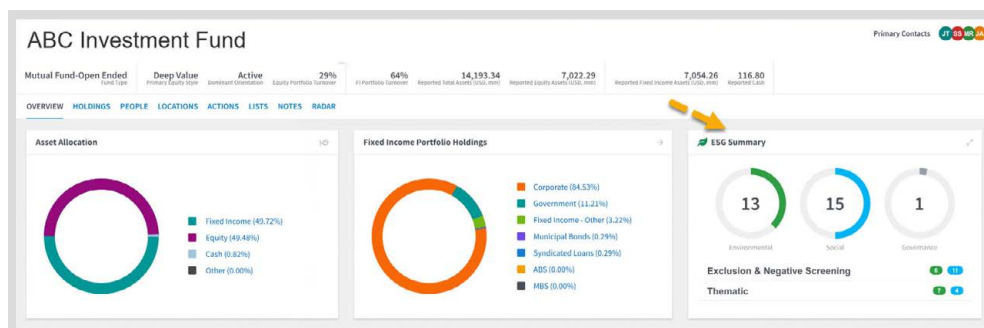 ABC Investment Fund
Primary Contacts JT SS MR JA
Mutual Fund-Open Ended Deep Value Active 29% 64% 14,193.34 7,022.29 7,054.26 116.80
Fund Type Primary Equity Style Dominant Orientation Equity Portfolio Turnover FI Portfolio Turnover Reported Total Assets (USD, mm) Reported Equity Assets (USD, mm) Reported Fixed Income Assets (USD, mm) Reported Cash
OVERVIEW HOLDINGS PEOPLE LOCATIONS ACTIONS LISTS NOTES RADAR
Asset Allocation
Fixed Income (49.72%)
Equity (49.48%)
Cash (0.82%)
Other (0.00%)
Fixed Income Portfolio Holdings
Corporate (84.53%)
Government (11.21%)
Fixed Income - Other (3.22%)
Municipal Bonds (0.29%)
Syndicated Loans (0.29%)
ABS (0.00%)
MBS (0.00%)
ESG Summary
13 15 1
Environmental Social Governance
Exclusion & Negative Screening 6 11
Thematic 7 4